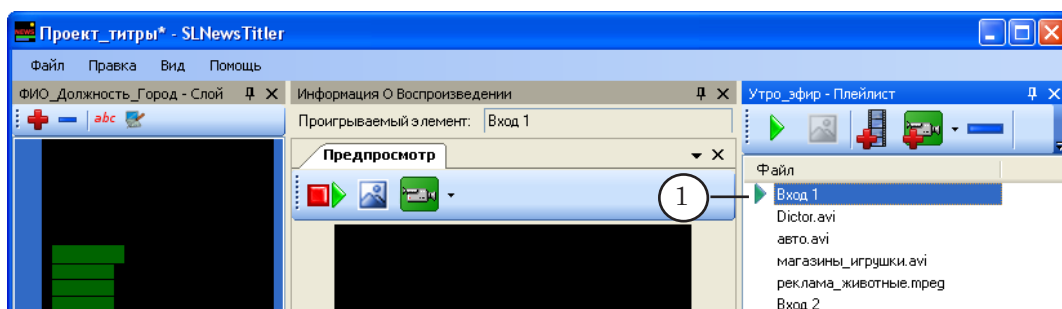 NEWS
Проект_титры* - SLNewsTitler
Файл Правка Вид Помощь
ФИО_Должность_Город - Слой
Информация О Воспроизведении
Утро_эфир - Плейлист
abc
Проигрываемый элемент: Вход 1
Предпросмотр
Файл
1
Вход 1
Dictor.avi
авто.avi
магазины_игрушки.avi
реклама_животные.mpeg
Вход 2